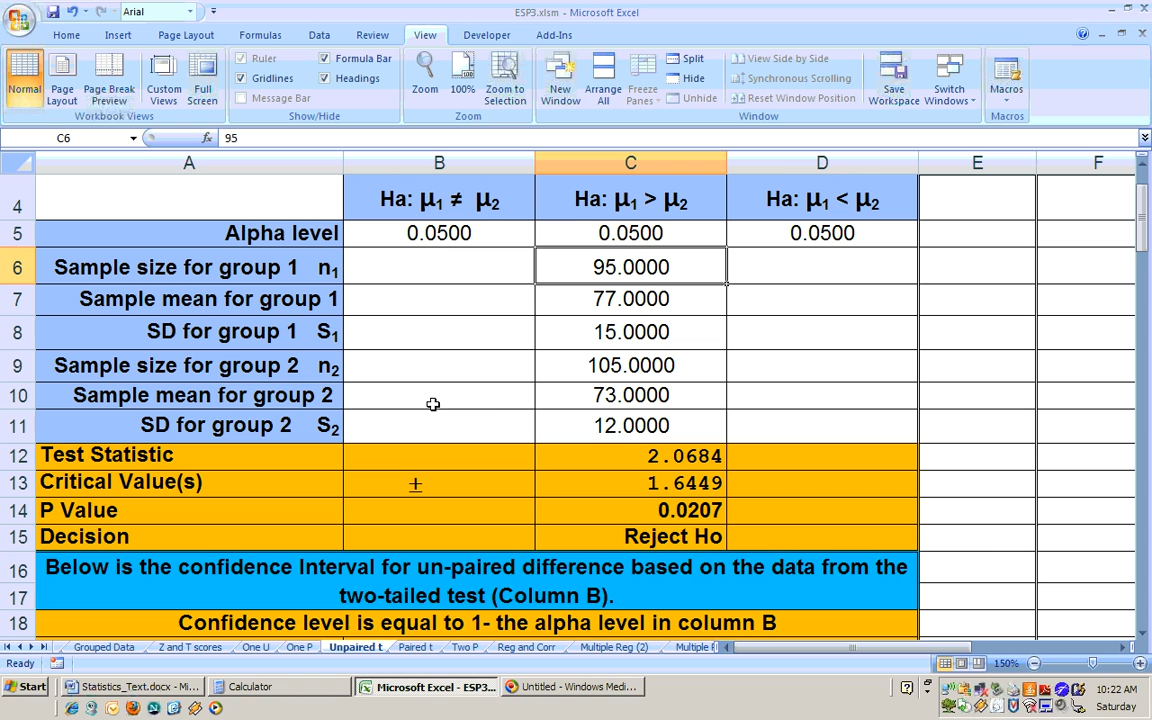 ESP3.xlsm - Microsoft Excel
Arial
Home Insert Page Layout Formulas Data Review View Developer Add-Ins
Normal Page Layout Page Break Preview Custom Views Full Screen
Workbook Views
Ruler Formula Bar
Gridlines Headings
Message Bar
Show/Hide
Zoom 100% Zoom to Selection
Zoom
New Window Arrange All Freeze Panes
Split
Hide
Unhide
View Side by Side
Synchronous Scrolling
Reset Window Position
Save Workspace Switch Windows
Window
Macros
Macros
C6 fx 95
A B C D E F
4 Ha: μ1 ≠ μ2 Ha: μ1 > μ2 Ha: μ1 < μ2
5 Alpha level 0.0500 0.0500 0.0500
6 Sample size for group 1 n1 95.0000
7 Sample mean for group 1 77.0000
8 SD for group 1 S1 15.0000
9 Sample size for group 2 n2 105.0000
10 Sample mean for group 2 73.0000
11 SD for group 2 S2 12.0000
12 Test Statistic 2.0684
13 Critical Value(s) ± 1.6449
14 P Value 0.0207
15 Decision Reject Ho
16 Below is the confidence Interval for un-paired difference based on the data from the
17 two-tailed test (Column B).
18 Confidence level is equal to 1- the alpha level in column B
Grouped Data Z and T scores One U One P Unpaired t Paired t Two P Reg and Corr Multiple Reg (2) Multiple
Ready 150%
Start Statistics_Text.docx - Mi... Calculator Microsoft Excel - ESP3... Untitled - Windows Medi... 10:22 AM
Saturday